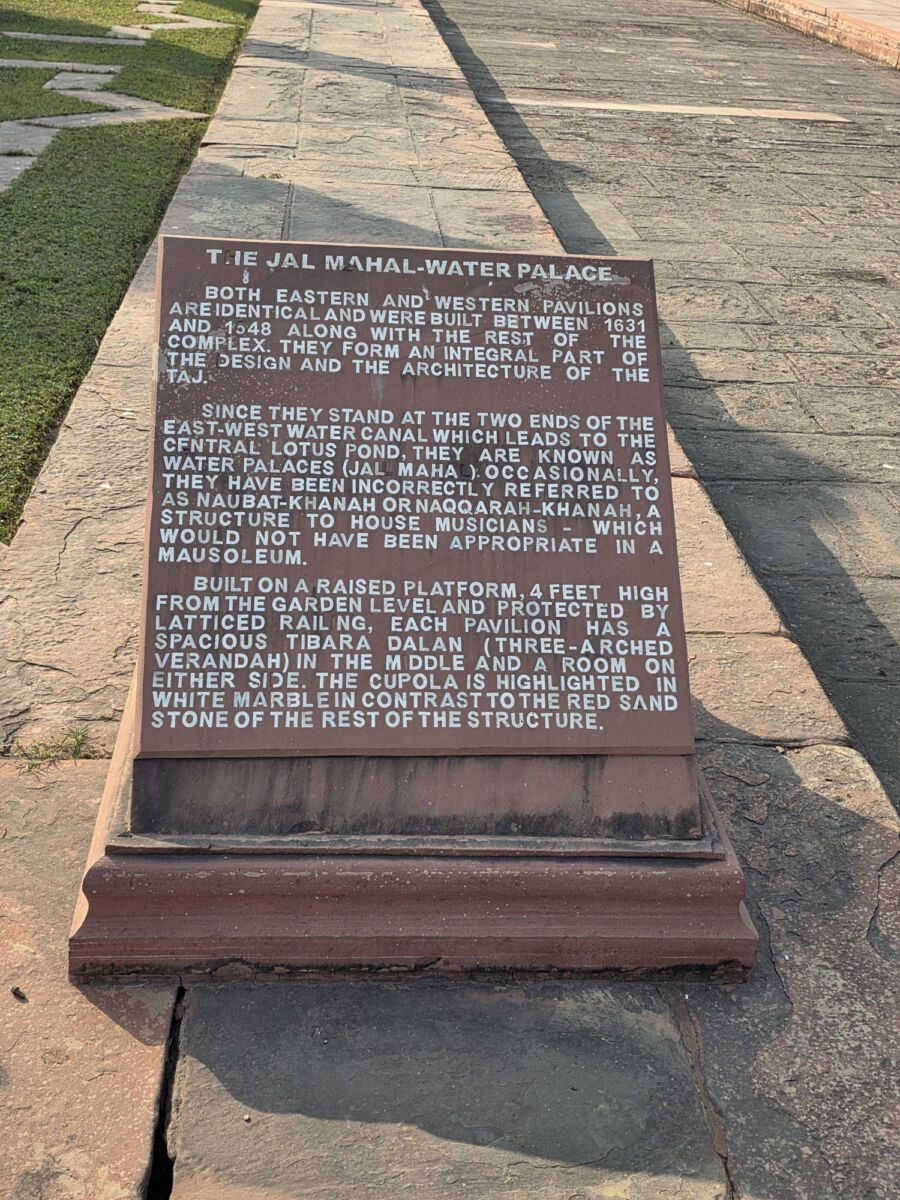 THE JAL MAHAL-WATER PALACE
BOTH EASTERN AND WESTERN PAVILIONS
ARE IDENTICAL AND WERE BUILT BETWEEN 1631
AND 1648 ALONG WITH THE REST OF THE
COMPLEX. THEY FORM AN INTEGRAL PART OF
THE DESIGN AND THE ARCHITECTURE OF THE
TAJ.
SINCE THEY STAND AT THE TWO ENDS OF THE
EAST-WEST WATER CANAL WHICH LEADS TO THE
CENTRAL LOTUS POND, THEY ARE KNOWN AS
WATER PALACES (JAL MAHAL) OCCASIONALLY,
THEY HAVE BEEN INCORRECTLY REFERRED TO
AS NAUBAT-KHANAH OR NAQQARAH-KHANAH, A
STRUCTURE TO HOUSE MUSICIANS - WHICH
WOULD NOT HAVE BEEN APPROPRIATE IN A
MAUSOLEUM.
BUILT ON A RAISED PLATFORM, 4 FEET HIGH
FROM THE GARDEN LEVEL AND PROTECTED BY
LATTICED RAILING, EACH PAVILION HAS A
SPACIOUS TIBARA DALAN (THREE-ARCHED
VERANDAH) IN THE MIDDLE AND A ROOM ON
EITHER SIDE. THE CUPOLA IS HIGHLIGHTED IN
WHITE MARBLE IN CONTRAST TO THE RED SAND
STONE OF THE REST OF THE STRUCTURE.